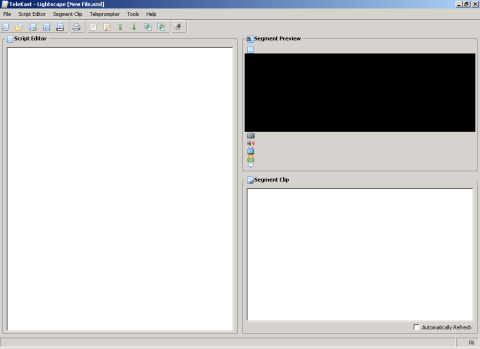 TeleKast - Lightscape [New File.xml]
File Script Editor Segment Clip Teleprompter Tools Help
Script Editor
Segment Preview
Segment Clip
Automatically Refresh
0s